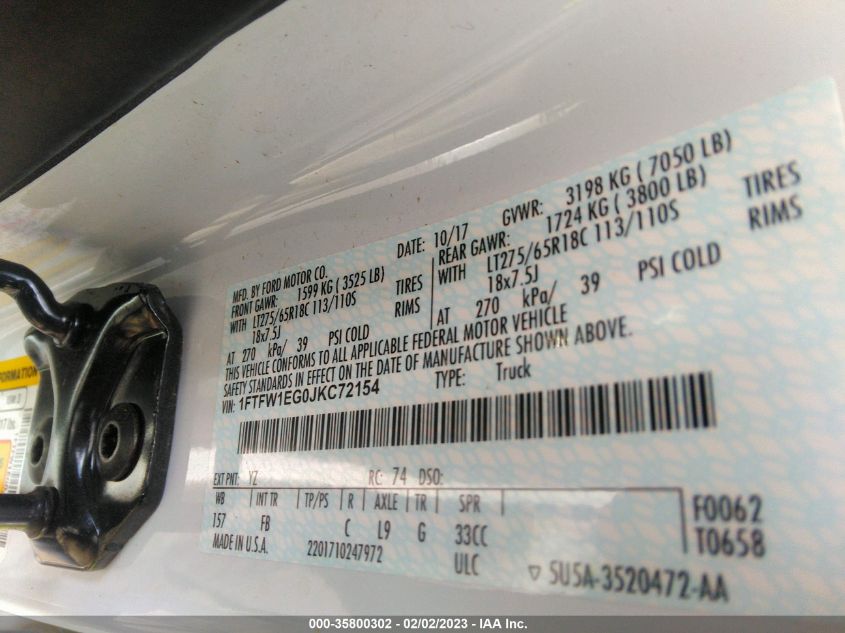 MFD. BY FORD MOTOR CO.
DATE: 10/17
GVWR: 3198 KG ( 7050 LB)
FRONT GAWR: 1599 KG ( 3525 LB)
REAR GAWR: 1724 KG ( 3800 LB)
WITH LT275/65R18C 113/110S TIRES
WITH LT275/65R18C 113/110S TIRES
18x7.5J RIMS
18x7.5J RIMS
AT 270 kPa/ 39 PSI COLD
AT 270 kPa/ 39 PSI COLD
THIS VEHICLE CONFORMS TO ALL APPLICABLE FEDERAL MOTOR VEHICLE
SAFETY STANDARDS IN EFFECT ON THE DATE OF MANUFACTURE SHOWN ABOVE.
VIN: 1FTFW1EG0JKC72154
TYPE: Truck
EXT PNT: YZ RC: 74 DSO:
WB INT TR TP/PS R AXLE TR SPR
157 FB C L9 G 33CC
F0062
T0658
MADE IN U.S.A. 2201710247972 ULC
▽ 5U5A-3520472-AA
FORMATION
000-35800302 - 02/02/2023 - IAA Inc.